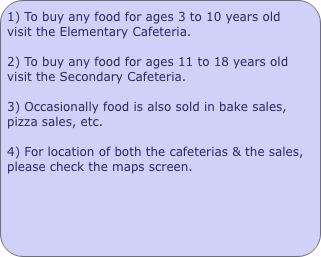 1) To buy any food for ages 3 to 10 years old
visit the Elementary Cafeteria.
2) To buy any food for ages 11 to 18 years old
visit the Secondary Cafeteria.
3) Occasionally food is also sold in bake sales,
pizza sales, etc.
4) For location of both the cafeterias & the sales,
please check the maps screen.